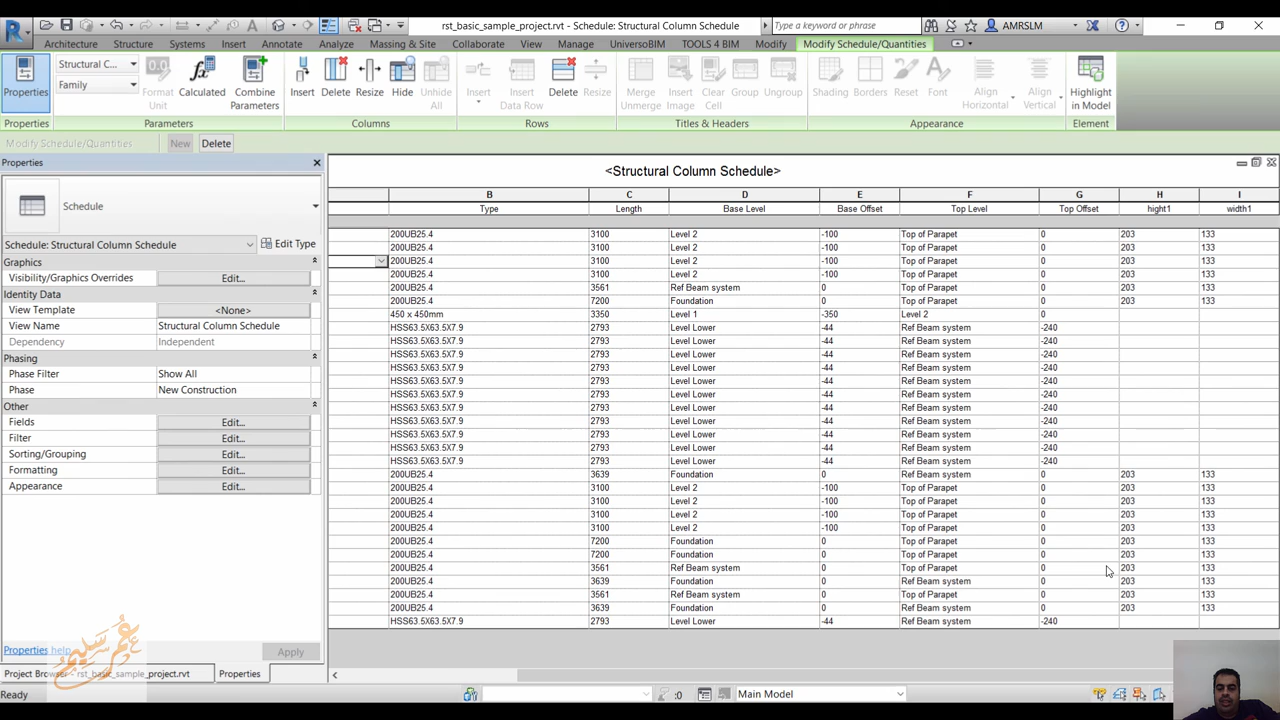 rst_basic_sample_project.rvt - Schedule: Structural Column Schedule
Type a keyword or phrase
AMRSLM
Architecture Structure Systems Insert Annotate Analyze Massing & Site Collaborate View Manage UniversoBIM TOOLS 4 BIM Modify Modify Schedule/Quantities
Properties
Structural C...
Family
Format Unit
Calculated
Combine Parameters
Insert
Delete
Resize
Hide
Unhide All
Insert
Insert Data Row
Delete
Resize
Merge Unmerge
Insert Image
Clear Cell
Group
Ungroup
Shading
Borders
Reset
Font
Align Horizontal
Align Vertical
Highlight in Model
Properties Parameters Columns Rows Titles & Headers Appearance Element
Modify Schedule/Quantities New Delete
Properties
Schedule
Schedule: Structural Column Schedule Edit Type
Graphics
Visibility/Graphics Overrides Edit...
Identity Data
View Template <None>
View Name Structural Column Schedule
Dependency Independent
Phasing
Phase Filter Show All
Phase New Construction
Other
Fields Edit...
Filter Edit...
Sorting/Grouping Edit...
Formatting Edit...
Appearance Edit...
Properties help
Apply
Project Browser - rst_basic_sample_project.rvt Properties
<Structural Column Schedule>
B C D E F G H I
Type Length Base Level Base Offset Top Level Top Offset hight1 width1
200UB25.4 3100 Level 2 -100 Top of Parapet 0 203 133
200UB25.4 3100 Level 2 -100 Top of Parapet 0 203 133
200UB25.4 3100 Level 2 -100 Top of Parapet 0 203 133
200UB25.4 3100 Level 2 -100 Top of Parapet 0 203 133
200UB25.4 3561 Ref Beam system 0 Top of Parapet 0 203 133
200UB25.4 7200 Foundation 0 Top of Parapet 0 203 133
450 x 450mm 3350 Level 1 -350 Level 2 0
HSS63.5X63.5X7.9 2793 Level Lower -44 Ref Beam system -240
HSS63.5X63.5X7.9 2793 Level Lower -44 Ref Beam system -240
HSS63.5X63.5X7.9 2793 Level Lower -44 Ref Beam system -240
HSS63.5X63.5X7.9 2793 Level Lower -44 Ref Beam system -240
HSS63.5X63.5X7.9 2793 Level Lower -44 Ref Beam system -240
HSS63.5X63.5X7.9 2793 Level Lower -44 Ref Beam system -240
HSS63.5X63.5X7.9 2793 Level Lower -44 Ref Beam system -240
HSS63.5X63.5X7.9 2793 Level Lower -44 Ref Beam system -240
HSS63.5X63.5X7.9 2793 Level Lower -44 Ref Beam system -240
HSS63.5X63.5X7.9 2793 Level Lower -44 Ref Beam system -240
HSS63.5X63.5X7.9 2793 Level Lower -44 Ref Beam system -240
200UB25.4 3639 Foundation 0 Ref Beam system 0 203 133
200UB25.4 3100 Level 2 -100 Top of Parapet 0 203 133
200UB25.4 3100 Level 2 -100 Top of Parapet 0 203 133
200UB25.4 3100 Level 2 -100 Top of Parapet 0 203 133
200UB25.4 3100 Level 2 -100 Top of Parapet 0 203 133
200UB25.4 7200 Foundation 0 Top of Parapet 0 203 133
200UB25.4 7200 Foundation 0 Top of Parapet 0 203 133
200UB25.4 3561 Ref Beam system 0 Top of Parapet 0 203 133
200UB25.4 3639 Foundation 0 Ref Beam system 0 203 133
200UB25.4 3561 Ref Beam system 0 Top of Parapet 0 203 133
200UB25.4 3639 Foundation 0 Ref Beam system 0 203 133
HSS63.5X63.5X7.9 2793 Level Lower -44 Ref Beam system -240
عمر سليم
Ready :0 Main Model